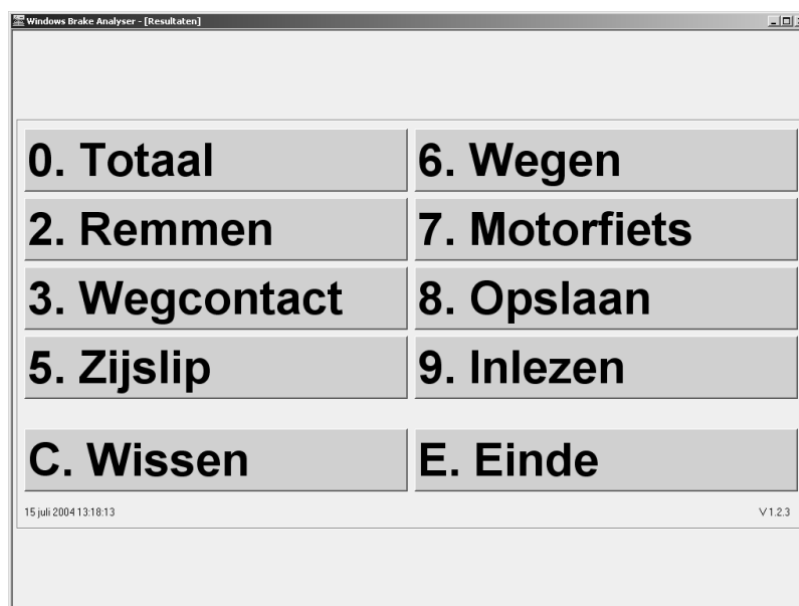 Windows Brake Analyser - [Resultaten]
0. Totaal
6. Wegen
2. Remmen
7. Motorfiets
3. Wegcontact
8. Opslaan
5. Zijslip
9. Inlezen
C. Wissen
E. Einde
15 juli 2004 13:18:13
V 1.2.3